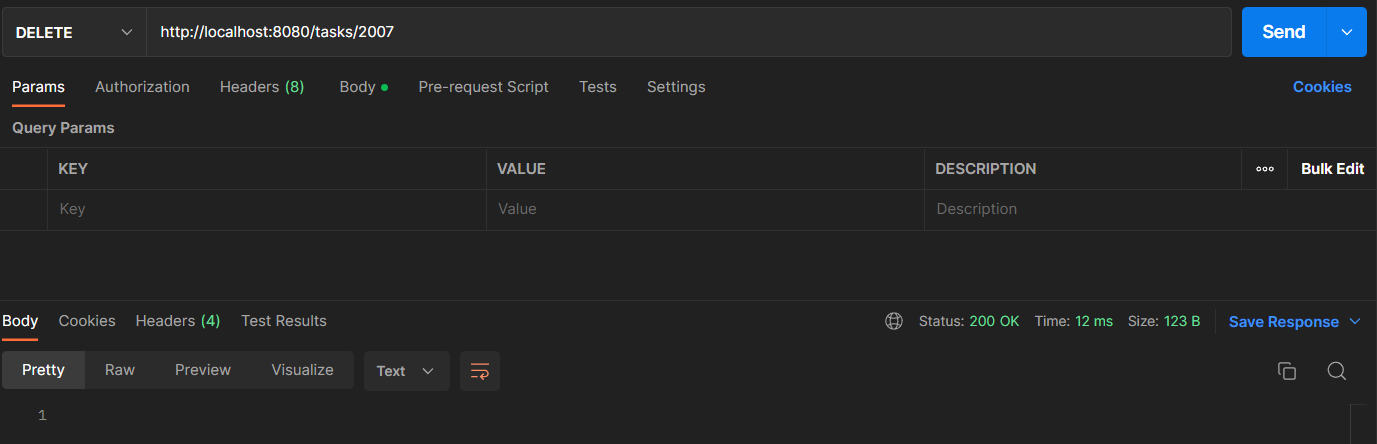 DELETE http://localhost:8080/tasks/2007 Send
Params Authorization Headers (8) Body Pre-request Script Tests Settings Cookies
Query Params
KEY VALUE DESCRIPTION Bulk Edit
Key Value Description
Body Cookies Headers (4) Test Results Status: 200 OK Time: 12 ms Size: 123 B Save Response
Pretty Raw Preview Visualize Text
1